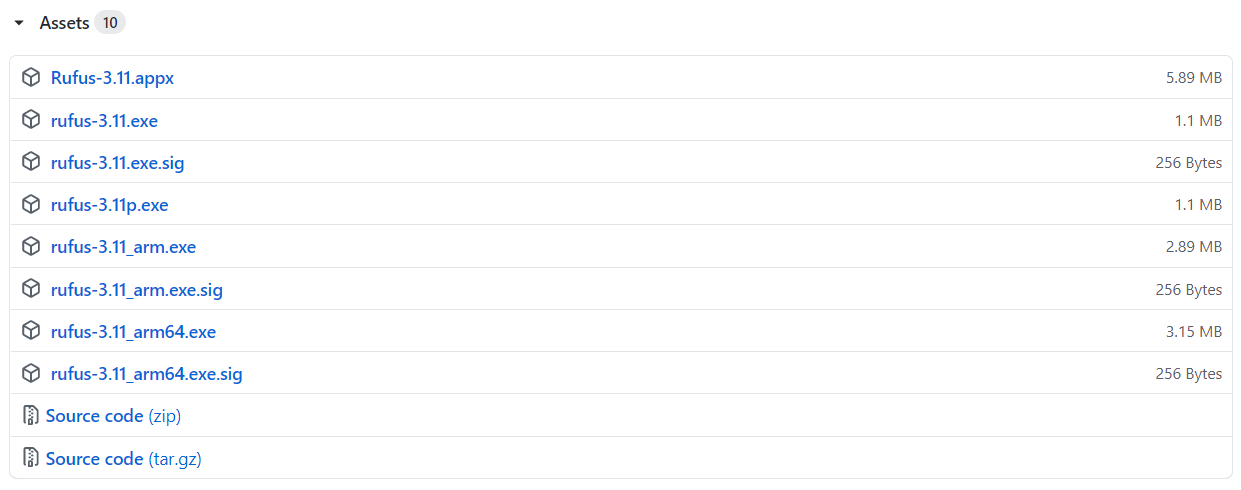 Assets 10
Rufus-3.11.appx 5.89 MB
rufus-3.11.exe 1.1 MB
rufus-3.11.exe.sig 256 Bytes
rufus-3.11p.exe 1.1 MB
rufus-3.11_arm.exe 2.89 MB
rufus-3.11_arm.exe.sig 256 Bytes
rufus-3.11_arm64.exe 3.15 MB
rufus-3.11_arm64.exe.sig 256 Bytes
Source code (zip)
Source code (tar.gz)